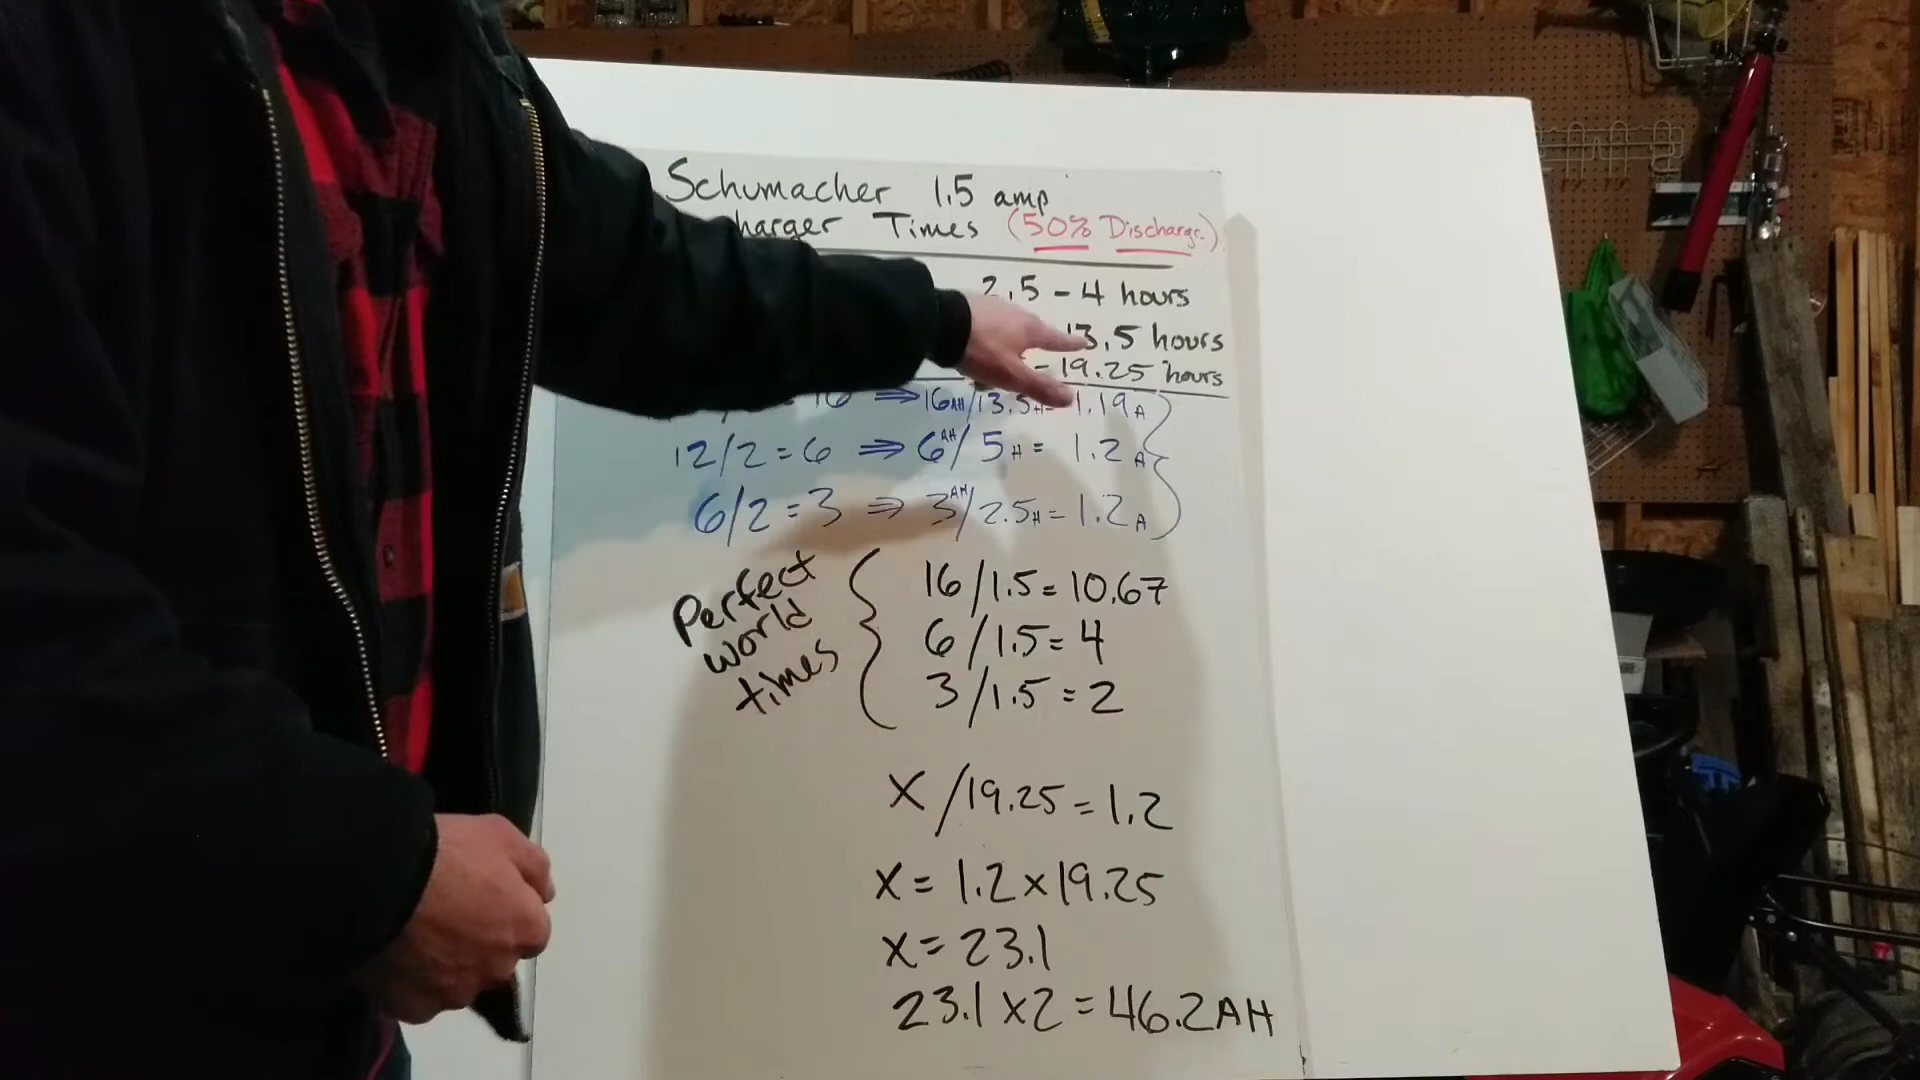 Schumacher 1.5 amp
harger Times (50% Discharge)
2.5 - 4 hours
13.5 hours
- 19.25 hours
= 16 ⇒ 16AH/13.5H = 1.19A
12/2 = 6 ⇒ 6AH/5H = 1.2A
6/2 = 3 ⇒ 3AH/2.5H = 1.2A
Perfect
world
times
16/1.5 = 10.67
6/1.5 = 4
3/1.5 = 2
X/19.25 = 1.2
X = 1.2 x 19.25
X = 23.1
23.1 x 2 = 46.2 AH